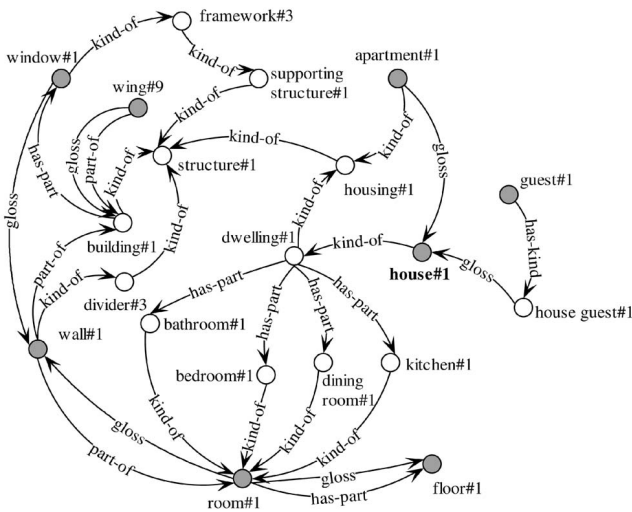 framework#3
kind-of
window#1
kind-of
apartment#1
supporting
structure#1
wing#9
kind-of
kind-of
structure#1
kind-of
gloss
housing#1
guest#1
has-part
gloss
part-of
kind-of
gloss
building#1
kind-of
dwelling#1
kind-of
kind-of
house#1
has-kind
gloss
house guest#1
part-of
kind-of
divider#3
wall#1
has-part
bathroom#1
has-part
has-part
has-part
bedroom#1
dining
room#1
kitchen#1
kind-of
kind-of
kind-of
kind-of
gloss
part-of
room#1
gloss
has-part
floor#1